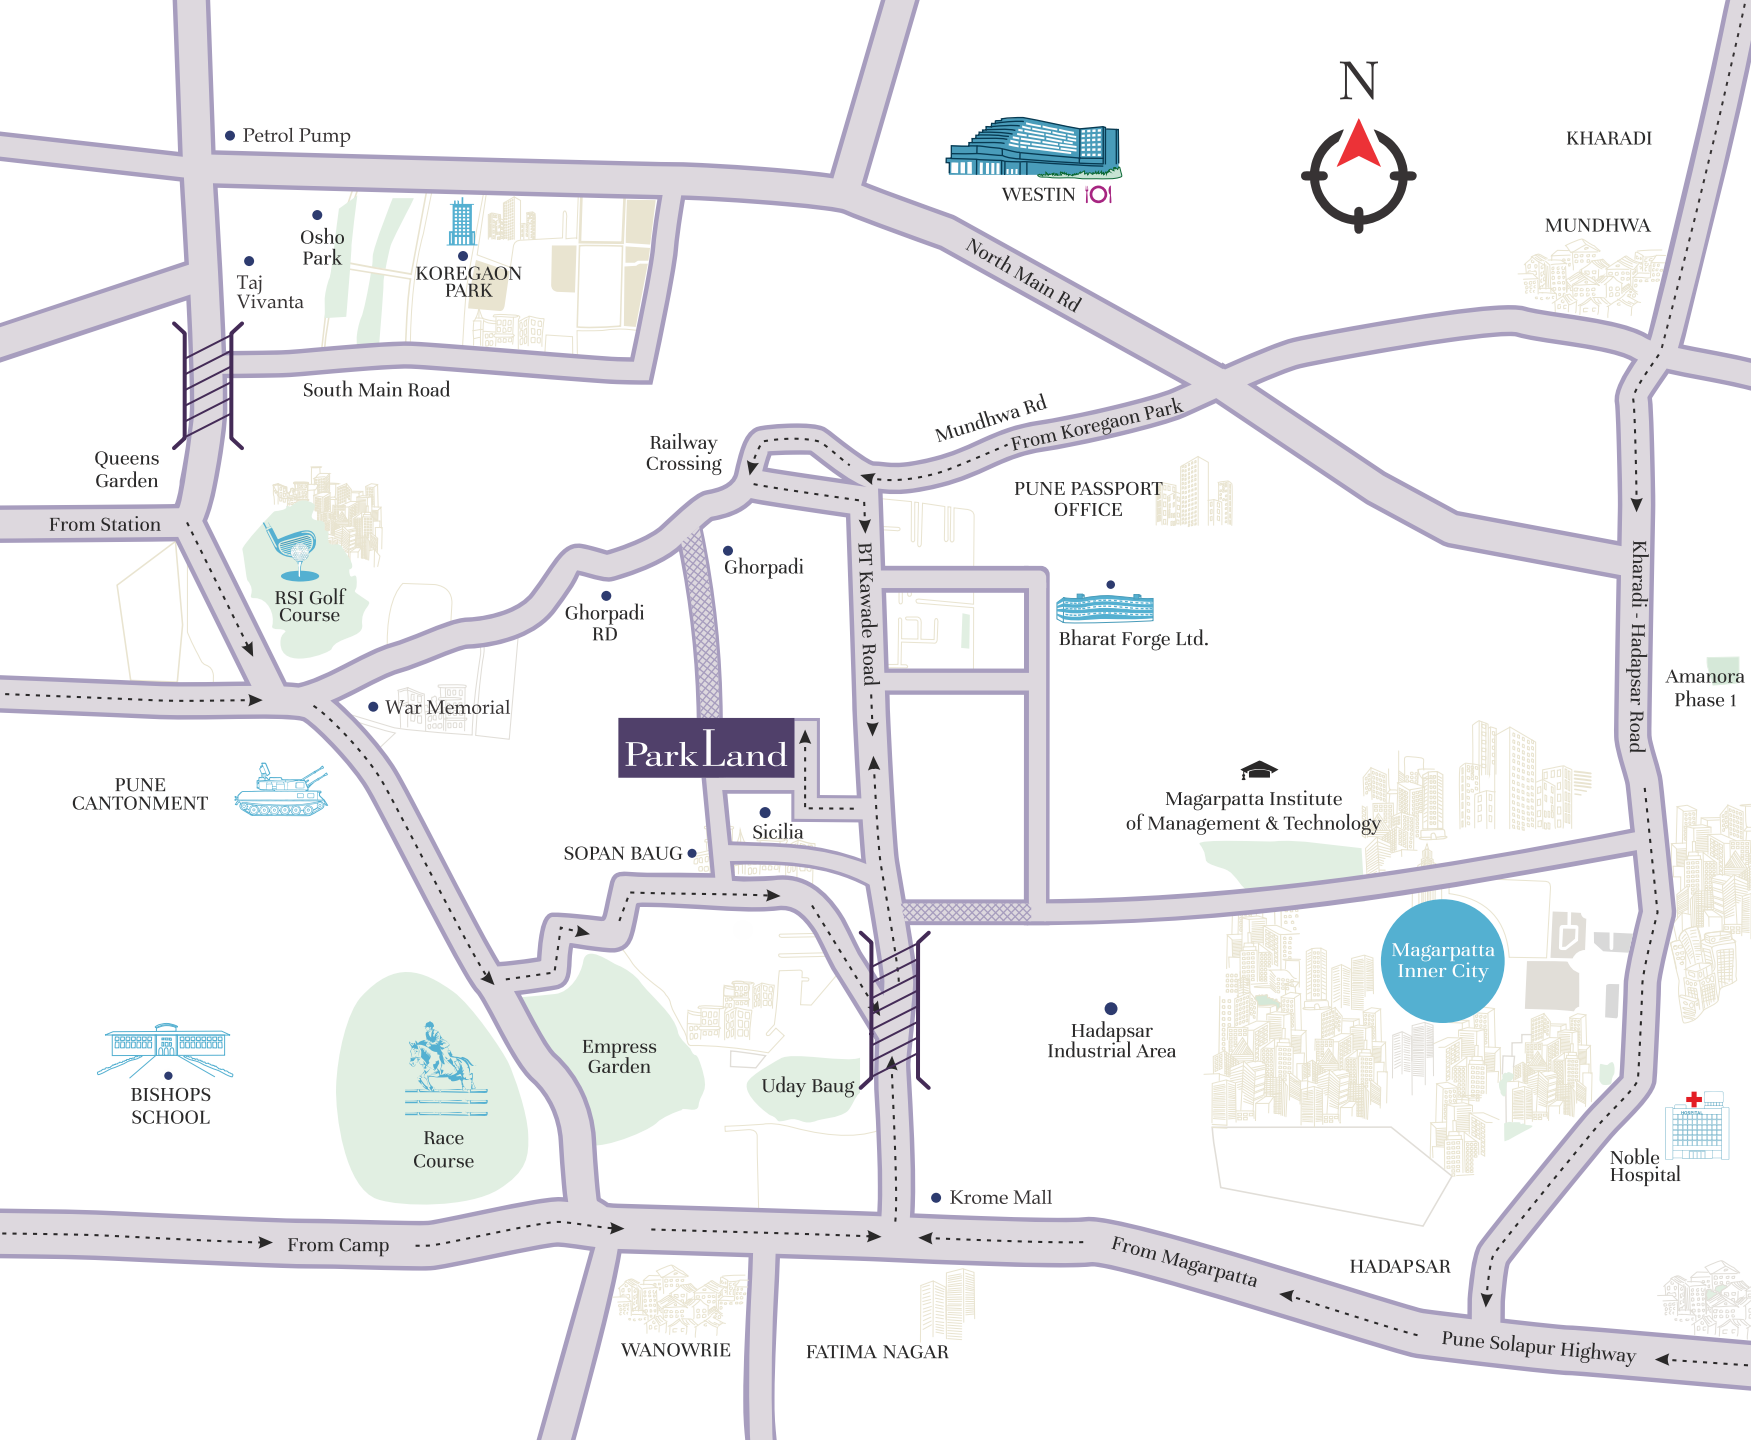 N
KHARADI
Petrol Pump
WESTIN
MUNDHWA
Osho
Park
KOREGAON
PARK
Taj
Vivanta
North Main Rd
South Main Road
Mundhwa Rd
From Koregaon Park
Railway
Crossing
Queens
Garden
PUNE PASSPORT
OFFICE
From Station
Ghorpadi
BT Kawade Road
Kharadi - Hadapsar Road
RSI Golf
Course
Ghorpadi
RD
Bharat Forge Ltd.
Amanora
Phase 1
War Memorial
Park Land
PUNE
CANTONMENT
Magarpatta Institute
of Management & Technology
Sicilia
SOPAN BAUG
Magarpatta
Inner City
Hadapsar
Industrial Area
Empress
Garden
Uday Baug
BISHOPS
SCHOOL
HOSPITAL
Race
Course
Noble
Hospital
Krome Mall
From Camp
From Magarpatta
HADAPSAR
WANOWRIE
FATIMA NAGAR
Pune Solapur Highway